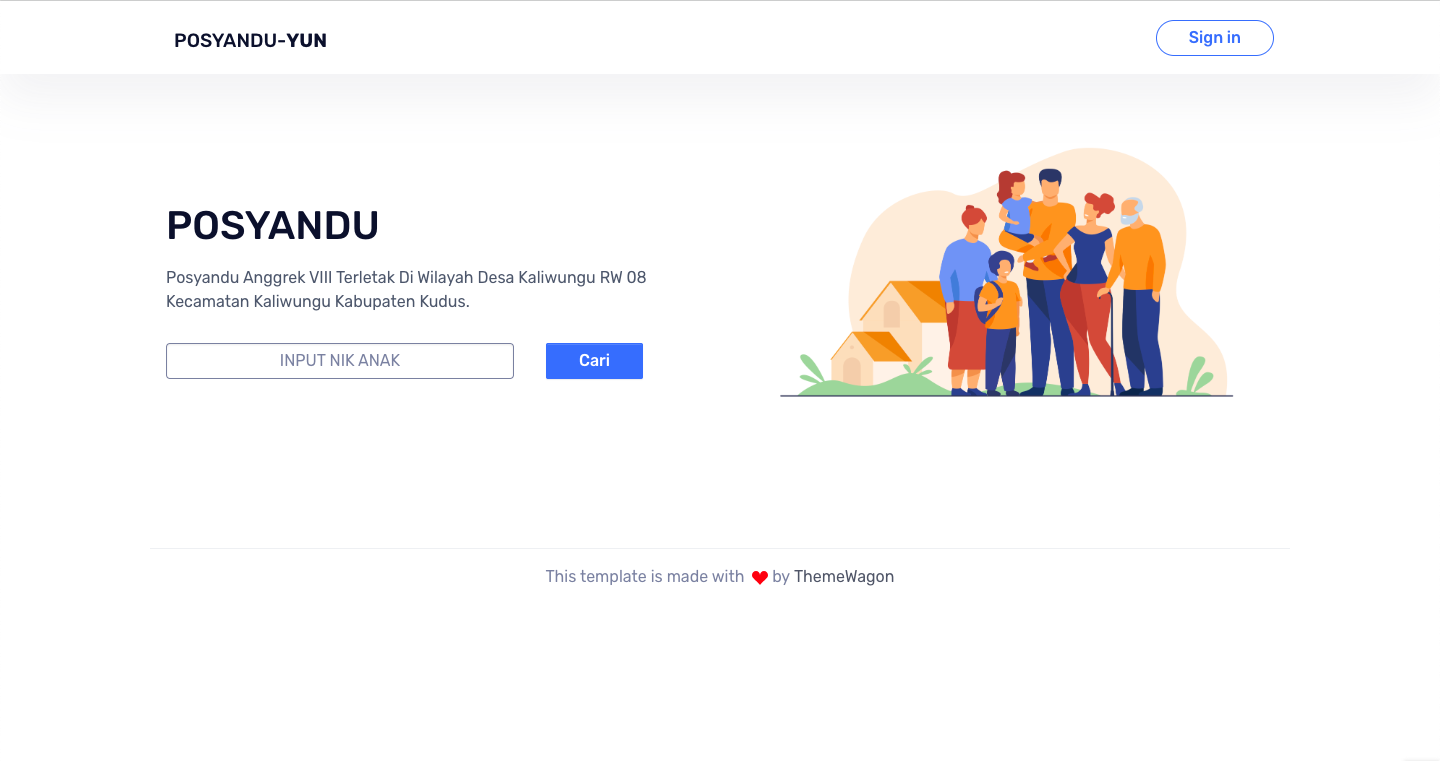 POSYANDU-YUN
Sign in
POSYANDU
Posyandu Anggrek VIII Terletak Di Wilayah Desa Kaliwungu RW 08
Kecamatan Kaliwungu Kabupaten Kudus.
INPUT NIK ANAK
Cari
This template is made with ❤ by ThemeWagon